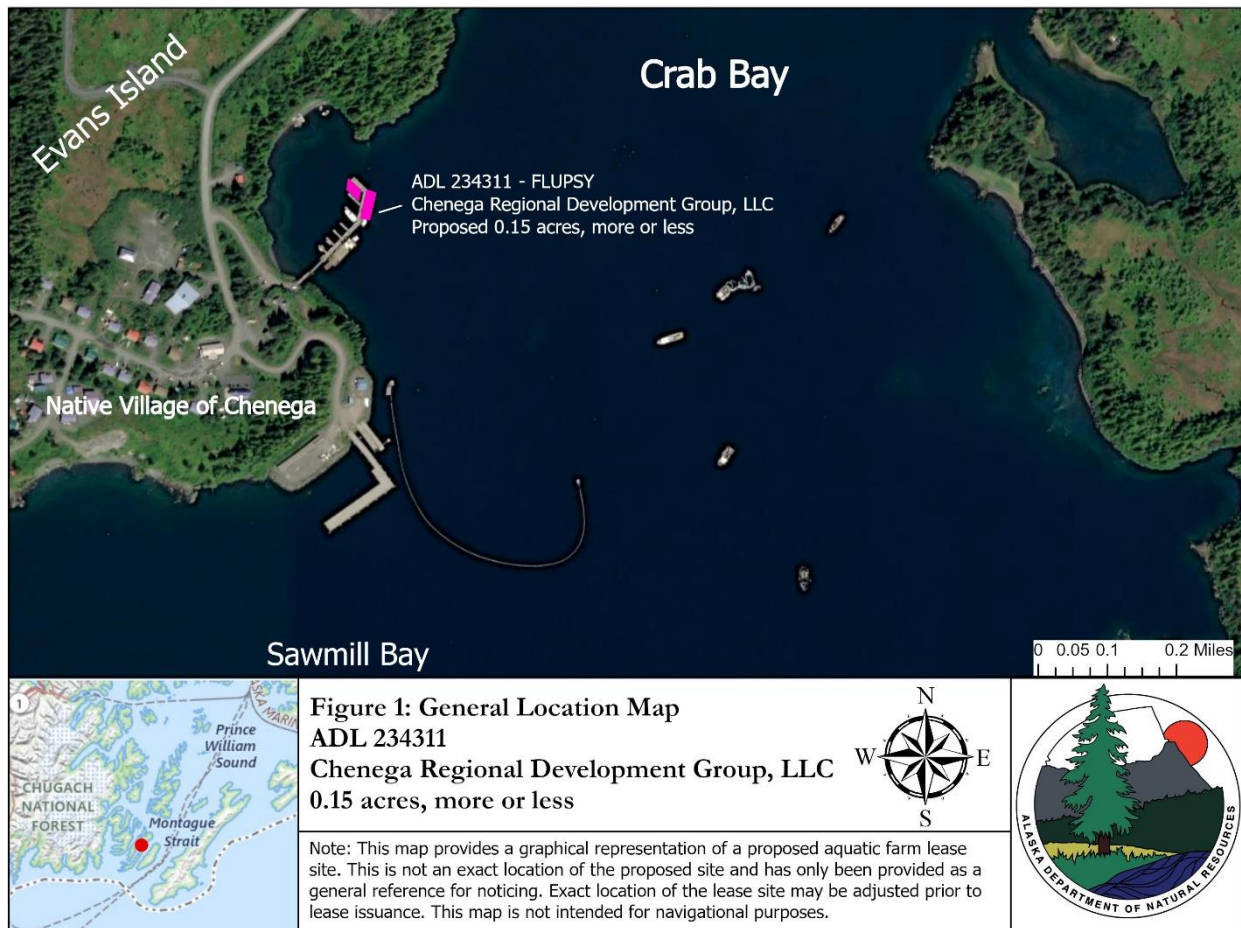 Evans Island
Crab Bay
ADL 234311 - FLUPSY
Chenega Regional Development Group, LLC
Proposed 0.15 acres, more or less
Native Village of Chenega
Sawmill Bay
0 0.05 0.1 0.2 Miles
1
SKA MARIN
Prince
William
Sound
CHUGACH
NATIONAL
FOREST
Montague
Strait
Figure 1: General Location Map
ADL 234311
Chenega Regional Development Group, LLC
0.15 acres, more or less
N
W E
S
Note: This map provides a graphical representation of a proposed aquatic farm lease
site. This is not an exact location of the proposed site and has only been provided as a
general reference for noticing. Exact location of the lease site may be adjusted prior to
lease issuance. This map is not intended for navigational purposes.
ALASKA DEPARTMENT OF NATURAL RESOURCES